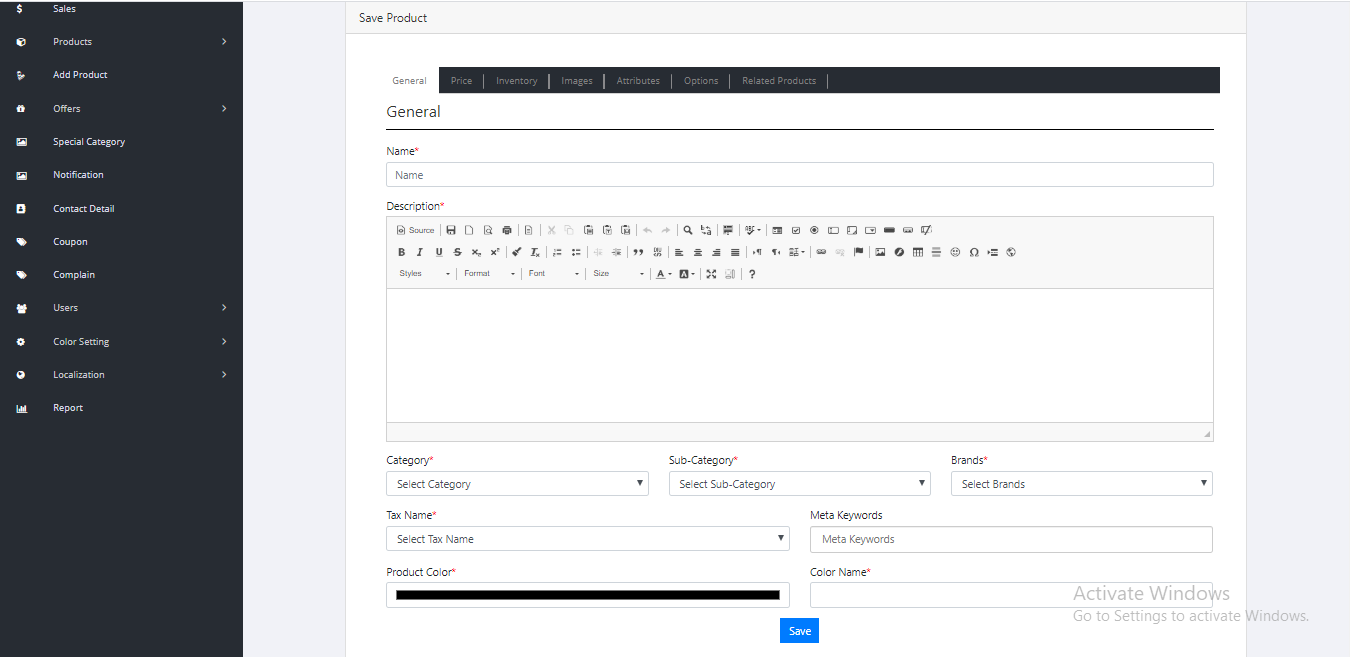 Sales
Products
Add Product
Offers
Special Category
Notification
Contact Detail
Coupon
Complain
Users
Color Setting
Localization
Report
Save Product
General Price Inventory Images Attributes Options Related Products
General
Name*
Name
Description*
Source
Styles Format Font Size
Category* Sub-Category* Brands*
Select Category Select Sub-Category Select Brands
Tax Name* Meta Keywords
Select Tax Name Meta Keywords
Product Color* Color Name*
Save
Activate Windows
Go to Settings to activate Windows.